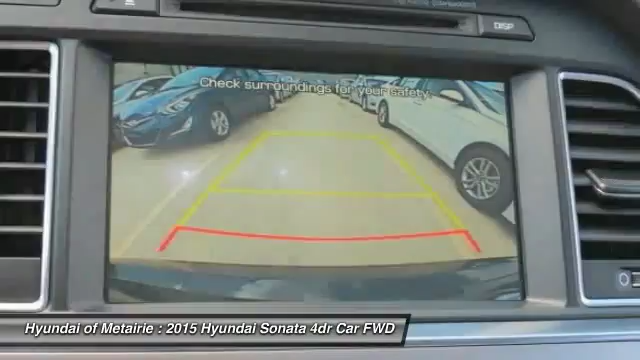 DISP
Check surroundings for your safety.
Hyundai of Metairie : 2015 Hyundai Sonata 4dr Car FWD